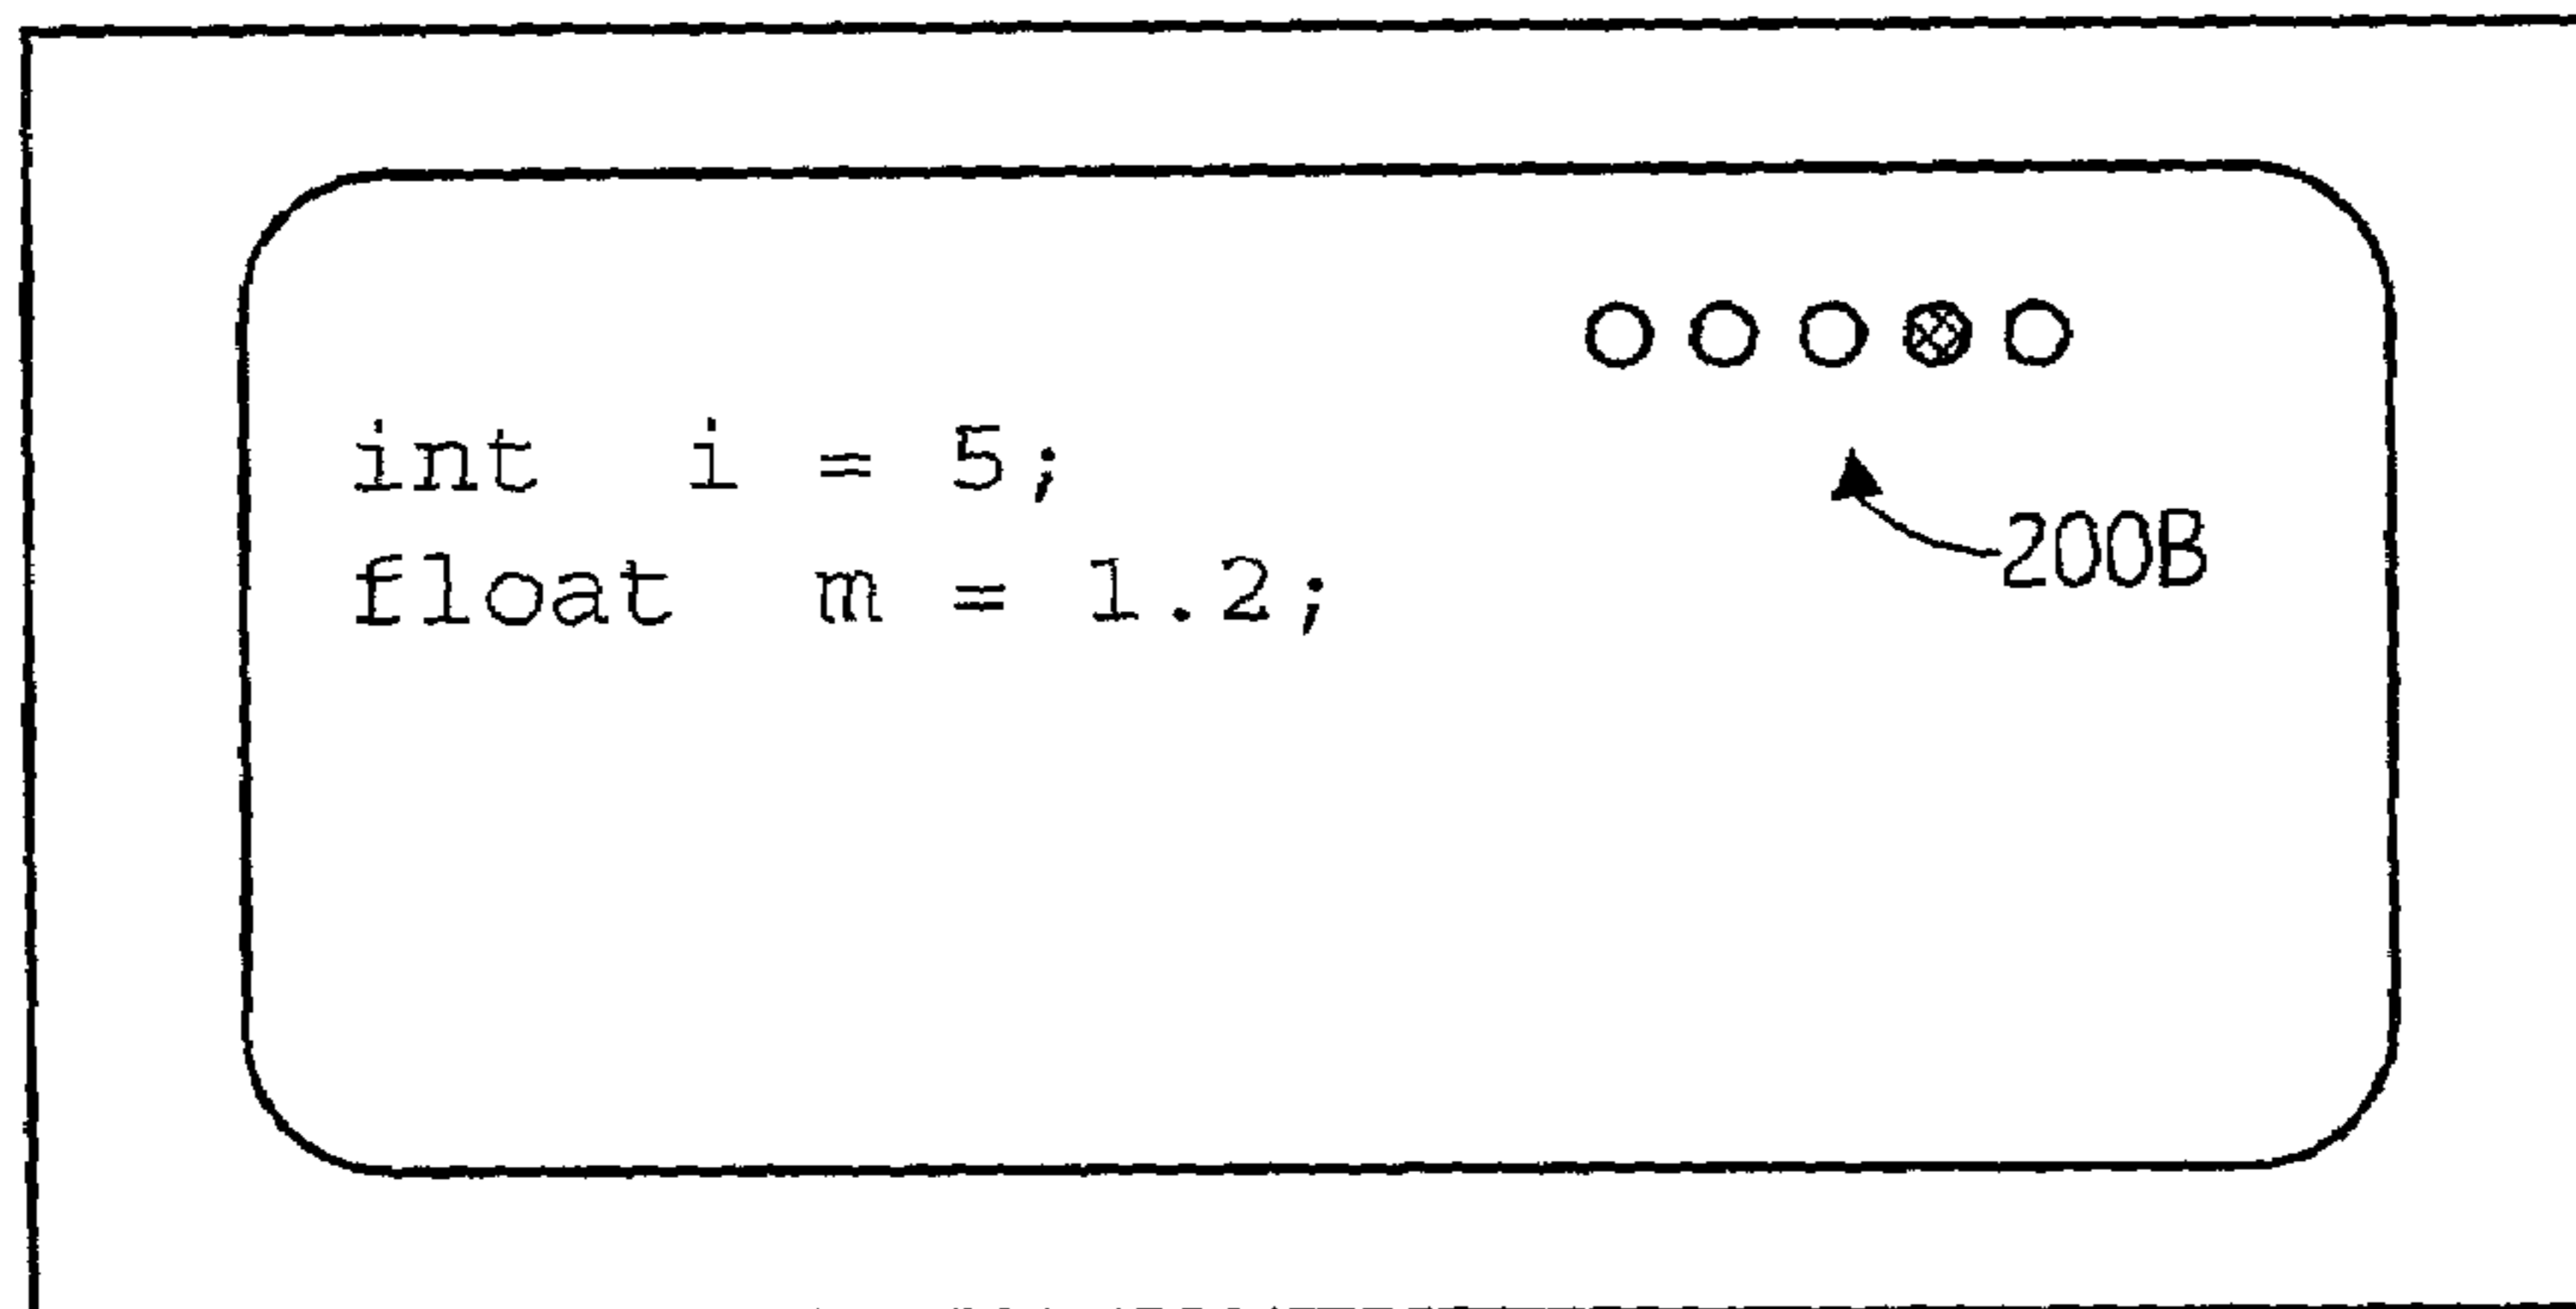 int  i = 5;
float  m = 1.2;
200B